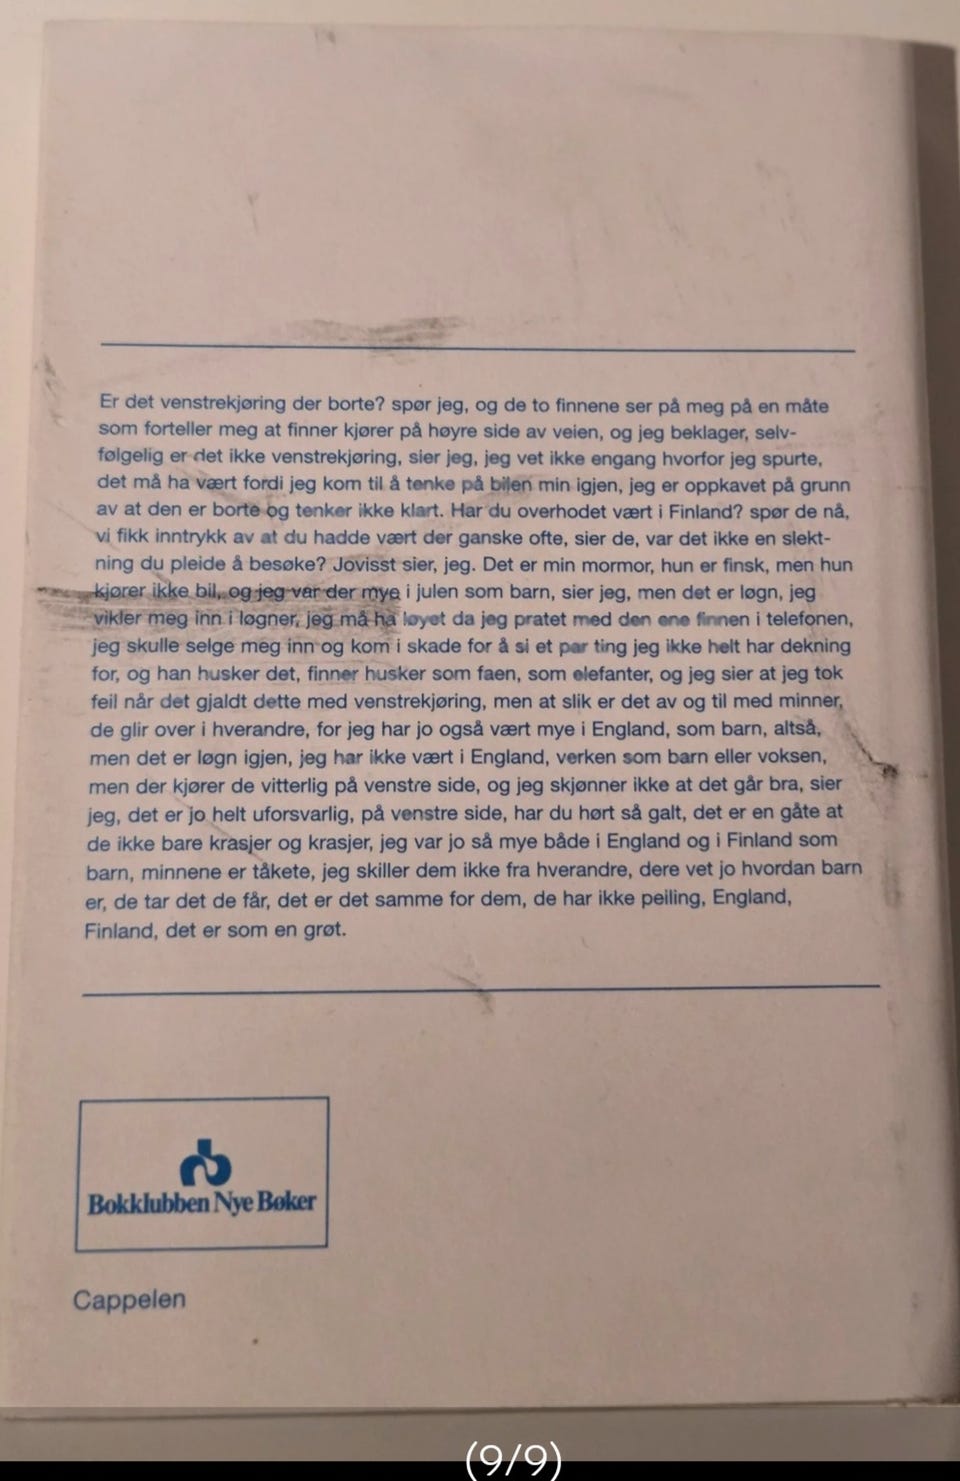 Er det venstrekjøring der borte? spør jeg, og de to finnene ser på meg på en måte
som forteller meg at finner kjører på høyre side av veien, og jeg beklager, selv-
følgelig er det ikke venstrekjøring, sier jeg, jeg vet ikke engang hvorfor jeg spurte,
det må ha vært fordi jeg kom til å tenke på bilen min igjen, jeg er oppkavet på grunn
av at den er borte og tenker ikke klart. Har du overhodet vært i Finland? spør de nå,
vi fikk inntrykk av at du hadde vært der ganske ofte, sier de, var det ikke en slekt-
ning du pleide å besøke? Jovisst sier, jeg. Det er min mormor, hun er finsk, men hun
kjører ikke bil, og jeg var der mye i julen som barn, sier jeg, men det er løgn, jeg
vikler meg inn i løgner, jeg må ha løyet da jeg pratet med den ene finnen i telefonen,
jeg skulle selge meg inn og kom i skade for å si et par ting jeg ikke helt har dekning
for, og han husker det, finner husker som faen, som elefanter, og jeg sier at jeg tok
feil når det gjaldt dette med venstrekjøring, men at slik er det av og til med minner,
de glir over i hverandre, for jeg har jo også vært mye i England, som barn, altså,
men det er løgn igjen, jeg har ikke vært i England, verken som barn eller voksen,
men der kjører de vitterlig på venstre side, og jeg skjønner ikke at det går bra, sier
jeg, det er jo helt uforsvarlig, på venstre side, har du hørt så galt, det er en gåte at
de ikke bare krasjer og krasjer, jeg var jo så mye både i England og i Finland som
barn, minnene er tåkete, jeg skiller dem ikke fra hverandre, dere vet jo hvordan barn
er, de tar det de får, det er det samme for dem, de har ikke peiling, England,
Finland, det er som en grøt.
Bokklubben Nye Bøker
Cappelen
(9/9)